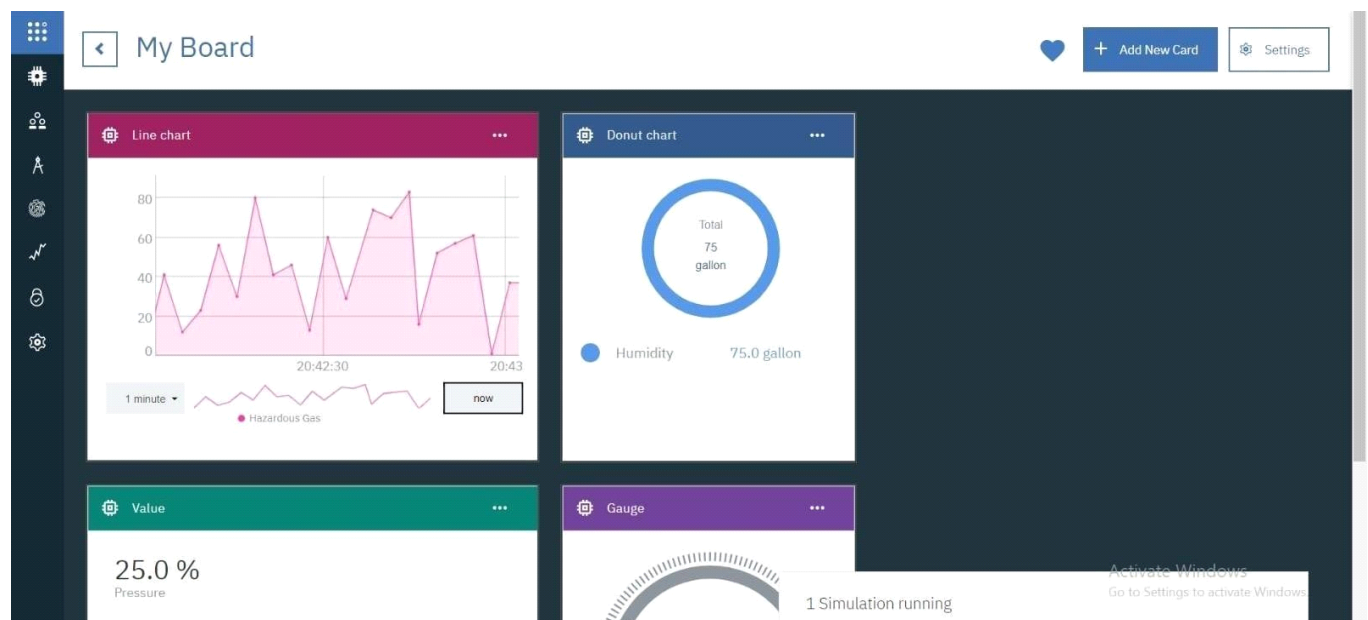 My Board
+ Add New Card
Settings
Line chart
Donut chart
80
60
40
20
0
20:42:30
20:43
1 minute
now
Hazardous Gas
Total
75
gallon
Humidity
75.0 gallon
Value
Gauge
25.0 %
Pressure
1 Simulation running
Activate Windows
Go to Settings to activate Windows.